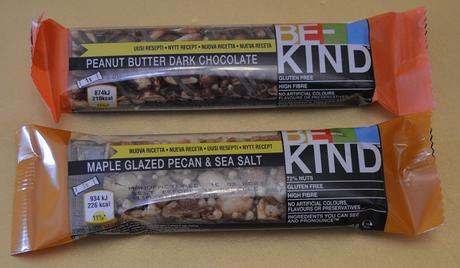 UUSI RESEPTI • NYTT RECEPT • NUOVA RICETTA • NUEVA RECETA
PEANUT BUTTER DARK CHOCOLATE
874kJ
210kcal
BE-
KIND
GLUTEN FREE
HIGH FIBRE
NO ARTIFICIAL COLOURS,
FLAVOURS OR PRESERVATIVES
NUOVA RICETTA • NUEVA RECETA • UUSI RESEPTI • NYTT RECEPT
MAPLE GLAZED PECAN & SEA SALT
934 kJ
226 kcal
11%*
BE-
KIND
72% NUTS
GLUTEN FREE
HIGH FIBRE
NO ARTIFICIAL COLOURS,
FLAVOURS OR PRESERVATIVES
INGREDIENTS YOU CAN SEE
AND PRONOUNCE™